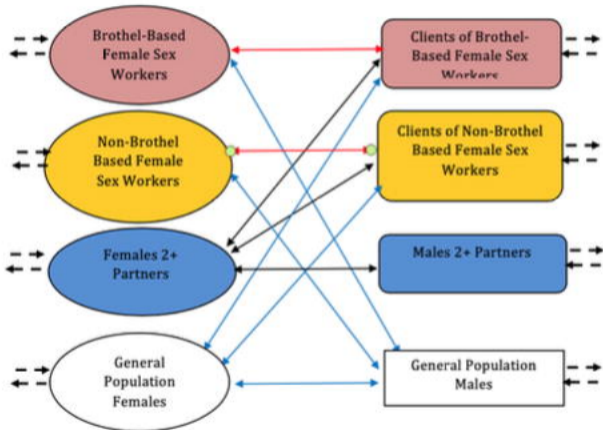 Brothel-Based
Female Sex
Workers
Clients of Brothel-
Based Female Sex
Workers
Non-Brothel
Based Female
Sex Workers
Clients of Non-Brothel
Based Female Sex
Workers
Females 2+
Partners
Males 2+ Partners
General
Population
Females
General Population
Males